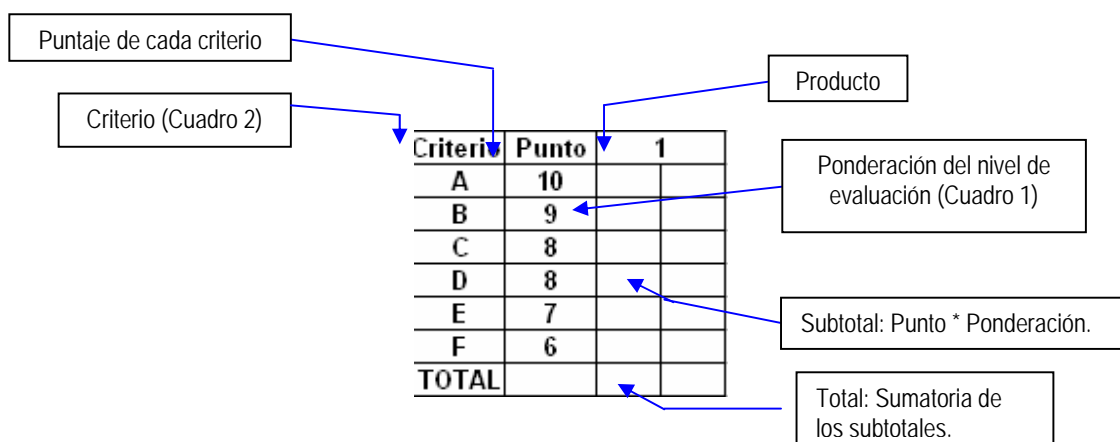 Puntaje de cada criterio
Producto
Criterio (Cuadro 2)
Criterio Punto 1
A 10
B 9
C 8
D 8
E 7
F 6
TOTAL
Ponderación del nivel de
evaluación (Cuadro 1)
Subtotal: Punto * Ponderación.
Total: Sumatoria de
los subtotales.